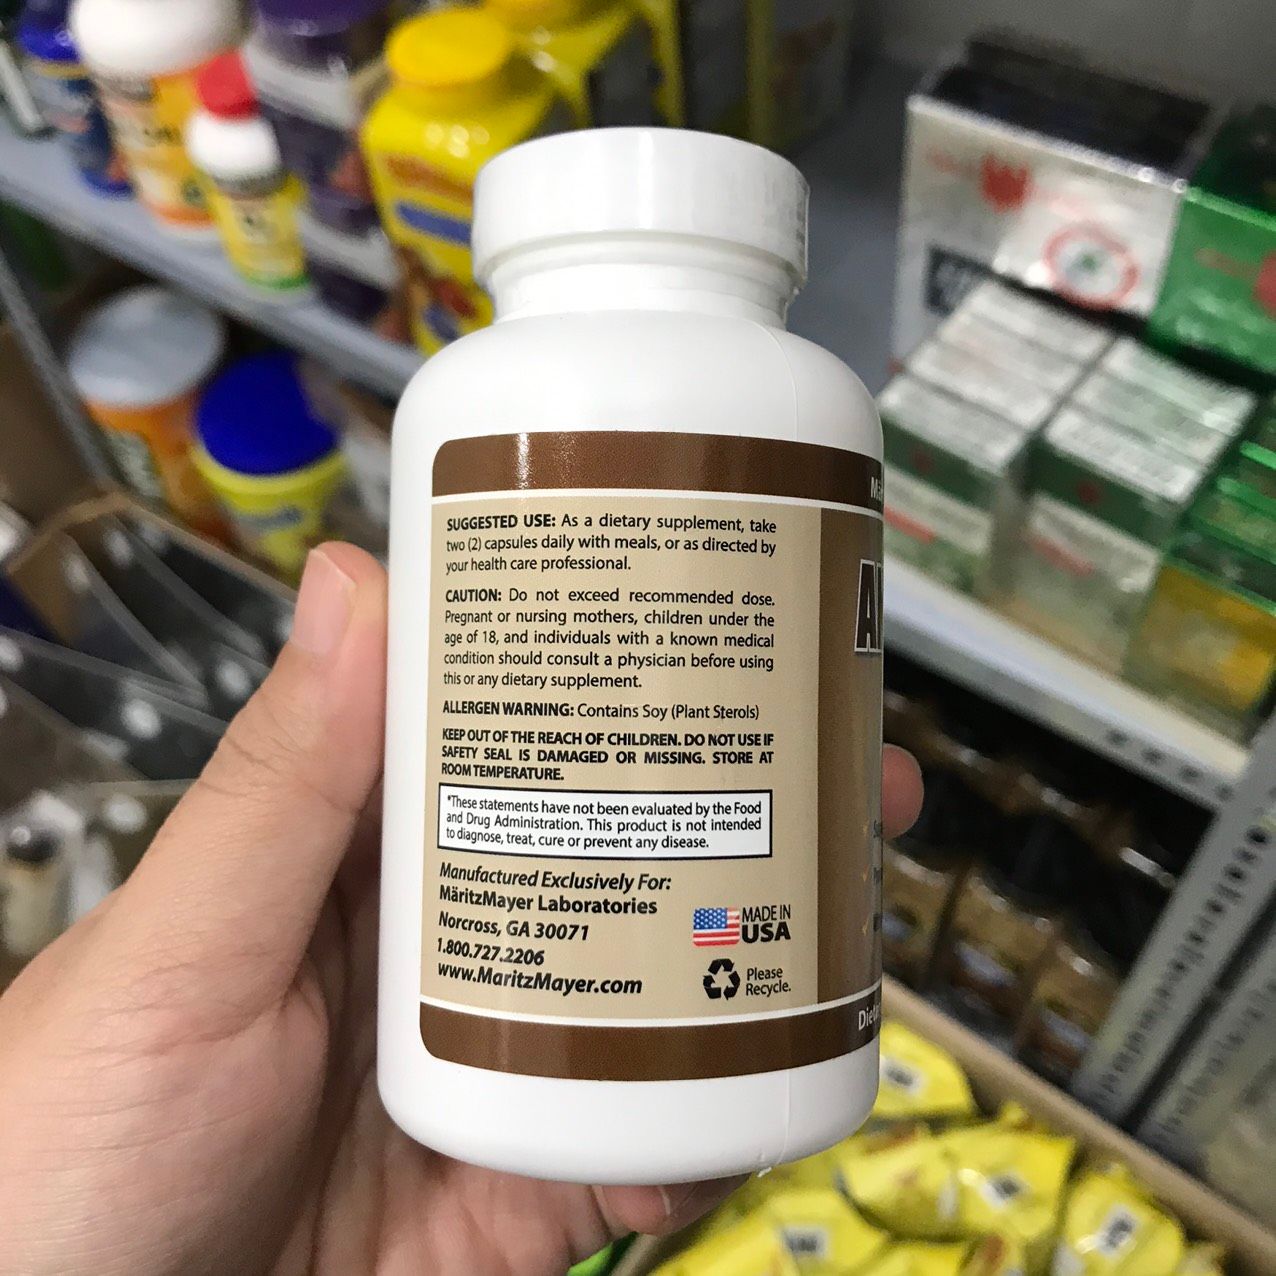 SUGGESTED USE: As a dietary supplement, take
two (2) capsules daily with meals, or as directed by
your health care professional.
CAUTION: Do not exceed recommended dose.
Pregnant or nursing mothers, children under the
age of 18, and individuals with a known medical
condition should consult a physician before using
this or any dietary supplement.
ALLERGEN WARNING: Contains Soy (Plant Sterols)
KEEP OUT OF THE REACH OF CHILDREN. DO NOT USE IF
SAFETY SEAL IS DAMAGED OR MISSING. STORE AT
ROOM TEMPERATURE.
*These statements have not been evaluated by the Food
and Drug Administration. This product is not intended
to diagnose, treat, cure or prevent any disease.
Manufactured Exclusively For:
MäritzMayer Laboratories
Norcross, GA 30071
1.800.727.2206
www.MaritzMayer.com
MADE IN
USA
Please
Recycle.